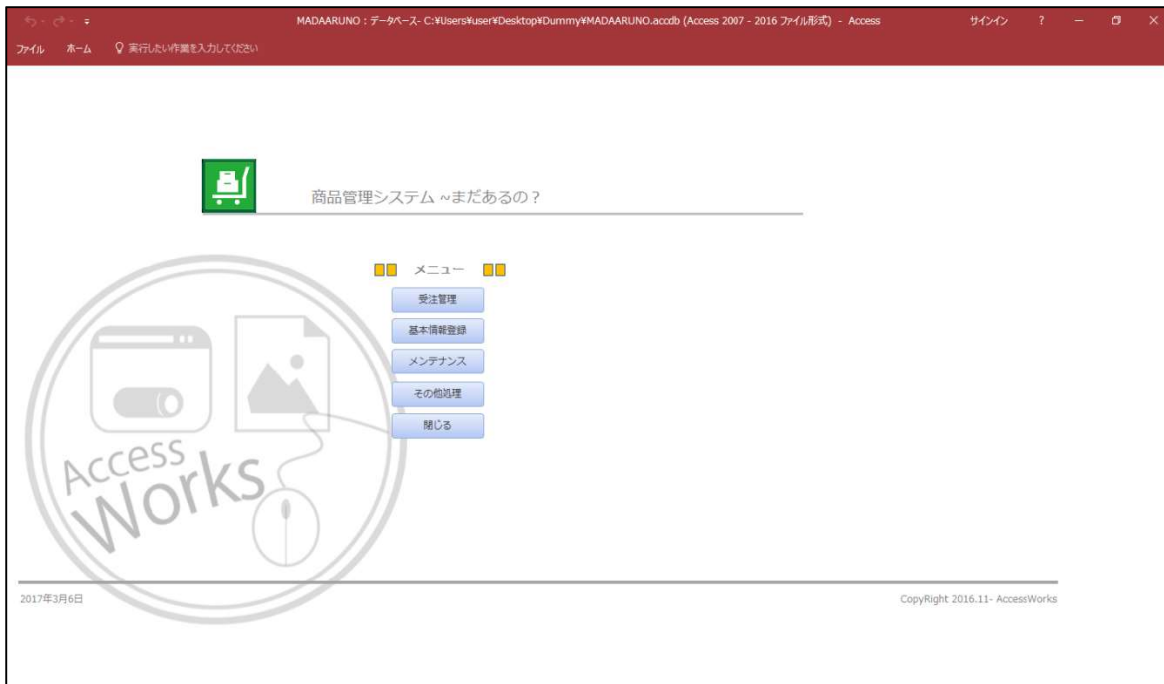 MADAARUNO : データベース- C:¥Users¥user¥Desktop¥Dummy¥MADAARUNO.accdb (Access 2007 - 2016 ファイル形式) - Access サインイン ?
ファイル ホーム 実行したい作業を入力してください
商品管理システム ~まだあるの?
メニュー
受注管理
基本情報登録
メンテナンス
その他処理
閉じる
Access
Works
2017年3月6日 CopyRight 2016.11- AccessWorks